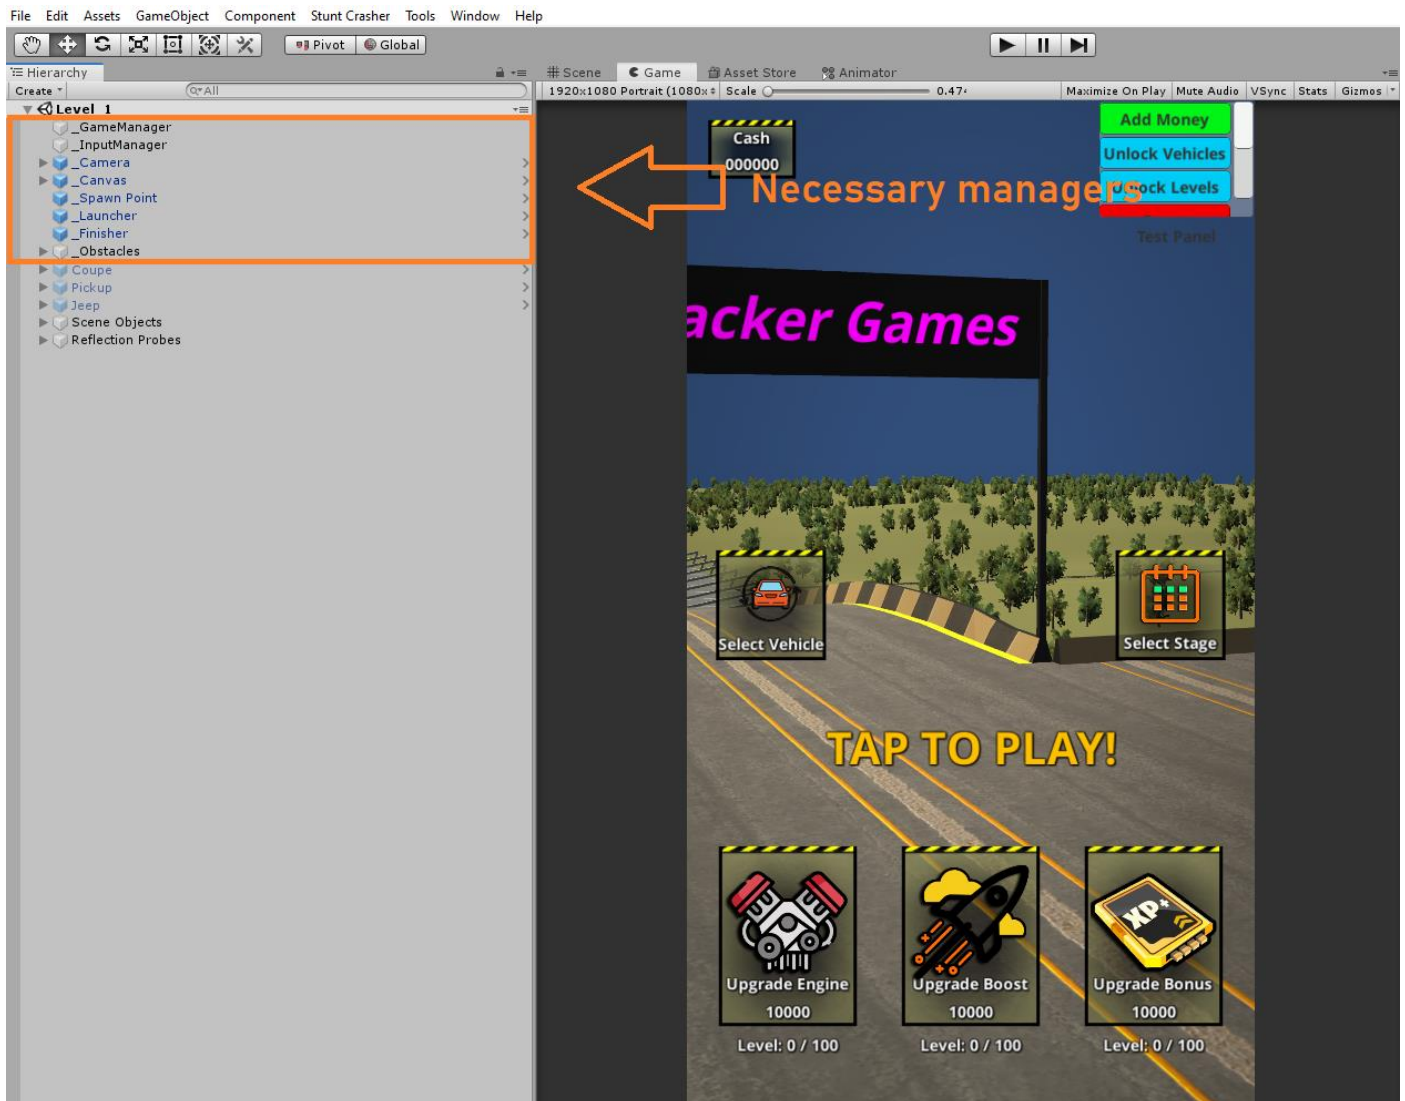 File Edit Assets GameObject Component Stunt Crasher Tools Window Help
Pivot Global
Hierarchy
Create All
Level 1
_GameManager
_InputManager
_Camera
_Canvas
_Spawn Point
_Launcher
_Finisher
_Obstacles
Coupe
Pickup
Jeep
Scene Objects
Reflection Probes
Scene Game Asset Store Animator
1920x1080 Portrait (1080x Scale 0.47 Maximize On Play Mute Audio VSync Stats Gizmos
Cash
000000
Add Money
Unlock Vehicles
Unlock Levels
Test Panel
Necessary managers
acker Games
Select Vehicle
Select Stage
TAP TO PLAY!
XP+
Upgrade Engine
10000
Level: 0 / 100
Upgrade Boost
10000
Level: 0 / 100
Upgrade Bonus
10000
Level: 0 / 100